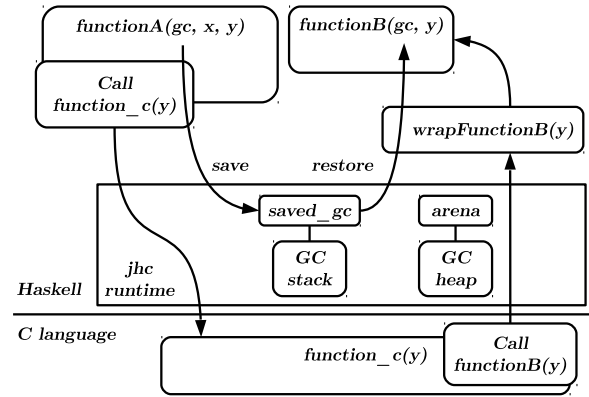 functionA(gc, x, y)
functionB(gc, y)
Call
function_c(y)
wrapFunctionB(y)
save
restore
saved_gc
arena
GC
stack
GC
heap
jhc
runtime
Haskell
C language
function_c(y)
Call
functionB(y)